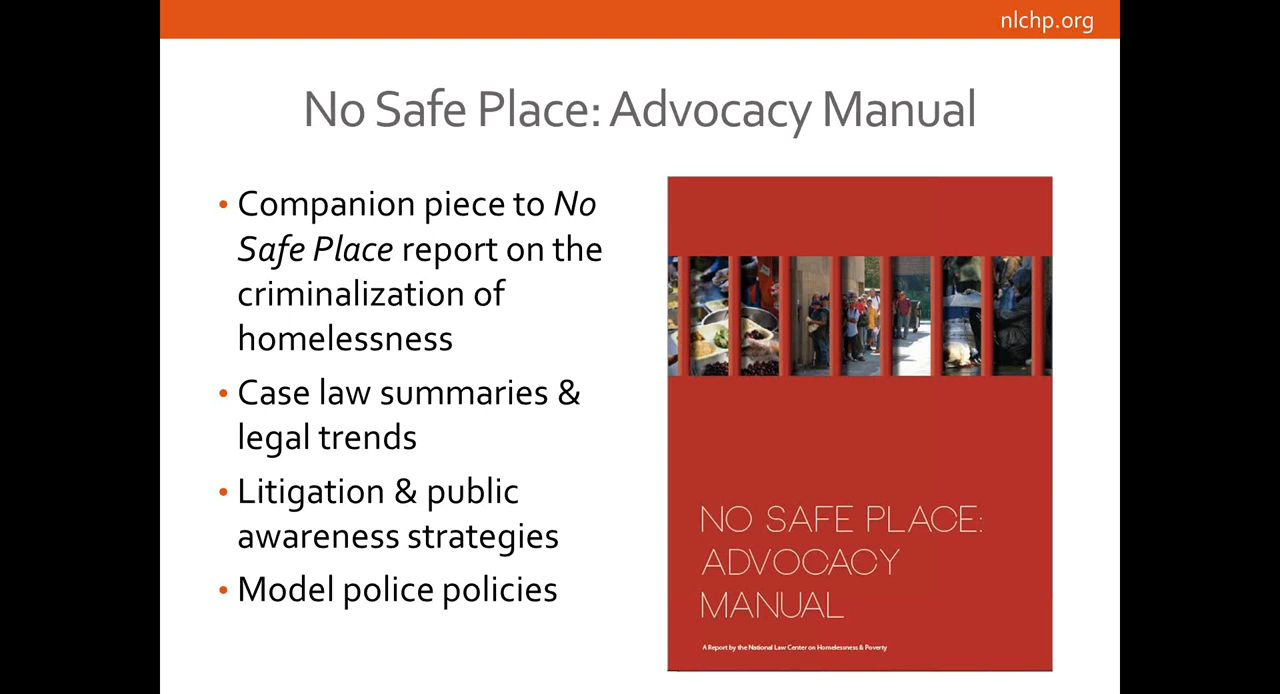 nlchp.org
No Safe Place: Advocacy Manual
• Companion piece to No
Safe Place report on the
criminalization of
homelessness
• Case law summaries &
legal trends
• Litigation & public
awareness strategies
• Model police policies
NO SAFE PLACE:
ADVOCACY
MANUAL
A Report by the National Law Center on Homelessness & Poverty